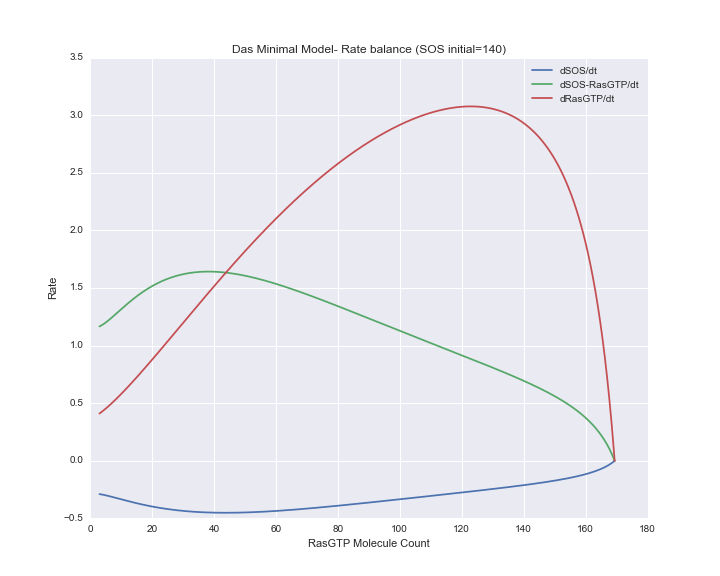 Das Minimal Model- Rate balance (SOS initial=140)
dSOS/dt
dSOS-RasGTP/dt
dRasGTP/dt
3.5
3.0
2.5
2.0
1.5
1.0
0.5
0.0
−0.5
Rate
0 20 40 60 80 100 120 140 160 180
RasGTP Molecule Count